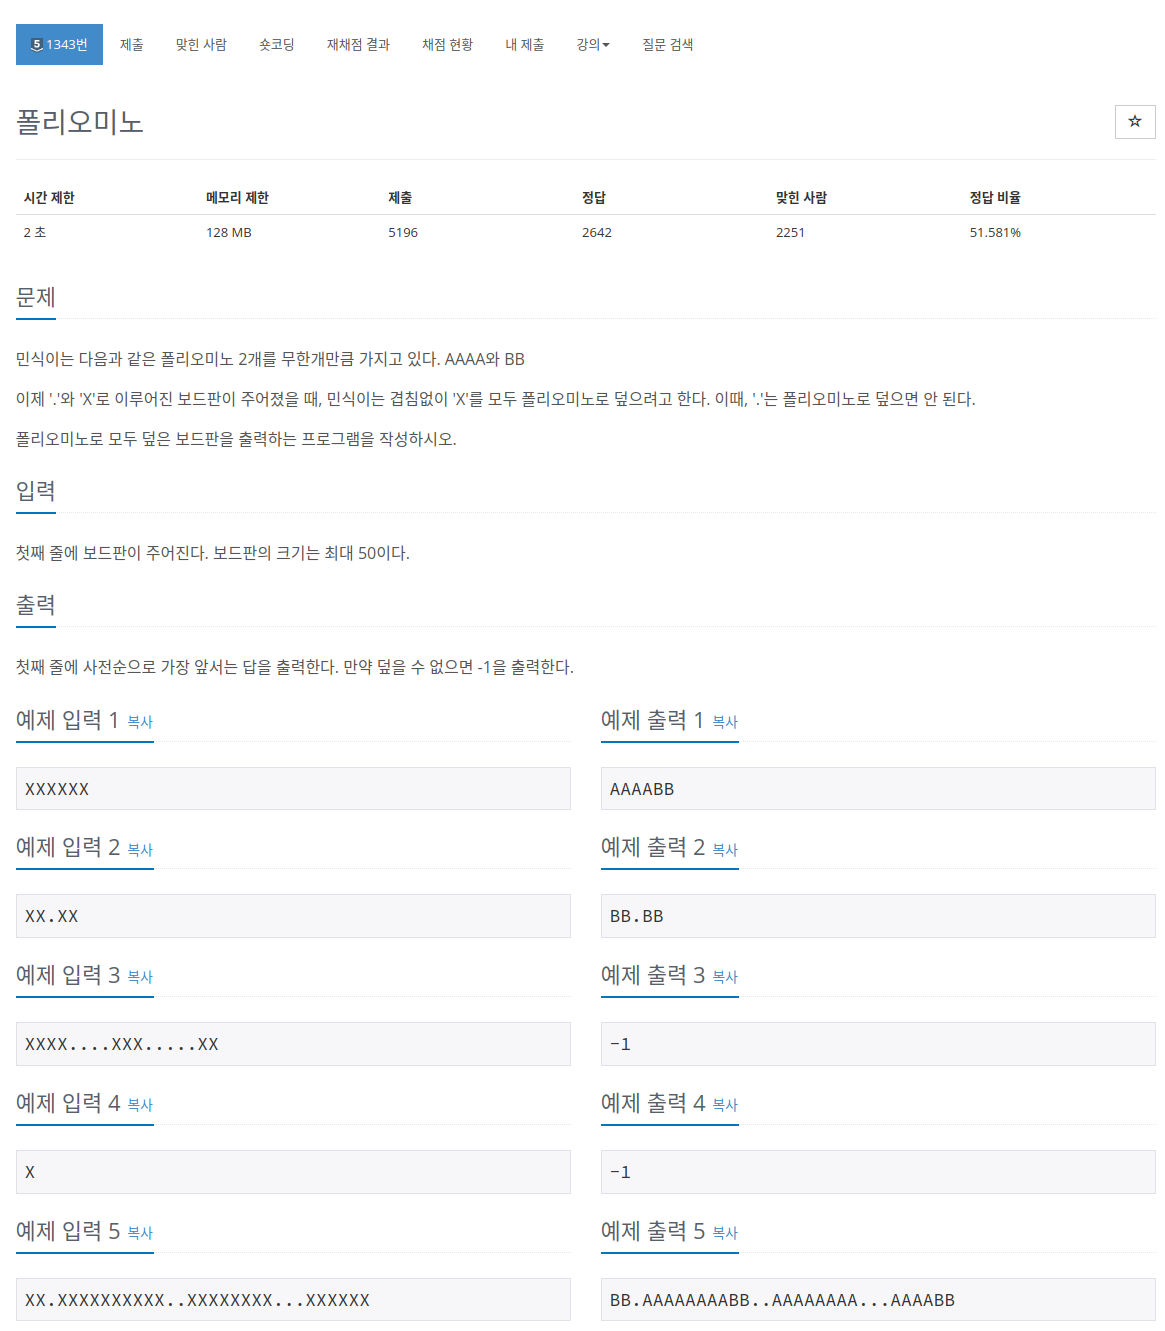 5 1343번 제출 맞힌 사람 숏코딩 재채점 결과 채점 현황 내 제출 강의 질문 검색
폴리오미노
시간 제한 메모리 제한 제출 정답 맞힌 사람 정답 비율
2 초 128 MB 5196 2642 2251 51.581%
문제
민식이는 다음과 같은 폴리오미노 2개를 무한개만큼 가지고 있다. AAAA와 BB
이제 '.'와 'X'로 이루어진 보드판이 주어졌을 때, 민식이는 겹침없이 'X'를 모두 폴리오미노로 덮으려고 한다. 이때, '.'는 폴리오미노로 덮으면 안 된다.
폴리오미노로 모두 덮은 보드판을 출력하는 프로그램을 작성하시오.
입력
첫째 줄에 보드판이 주어진다. 보드판의 크기는 최대 50이다.
출력
첫째 줄에 사전순으로 가장 앞서는 답을 출력한다. 만약 덮을 수 없으면 -1을 출력한다.
예제 입력 1 복사 예제 출력 1 복사
XXXXXX AAAABB
예제 입력 2 복사 예제 출력 2 복사
XX.XX BB.BB
예제 입력 3 복사 예제 출력 3 복사
XXXX....XXX.....XX -1
예제 입력 4 복사 예제 출력 4 복사
X -1
예제 입력 5 복사 예제 출력 5 복사
XX.XXXXXXXXXX..XXXXXXXX...XXXXXX BB.AAAAAAAABB..AAAAAAAA...AAAABB